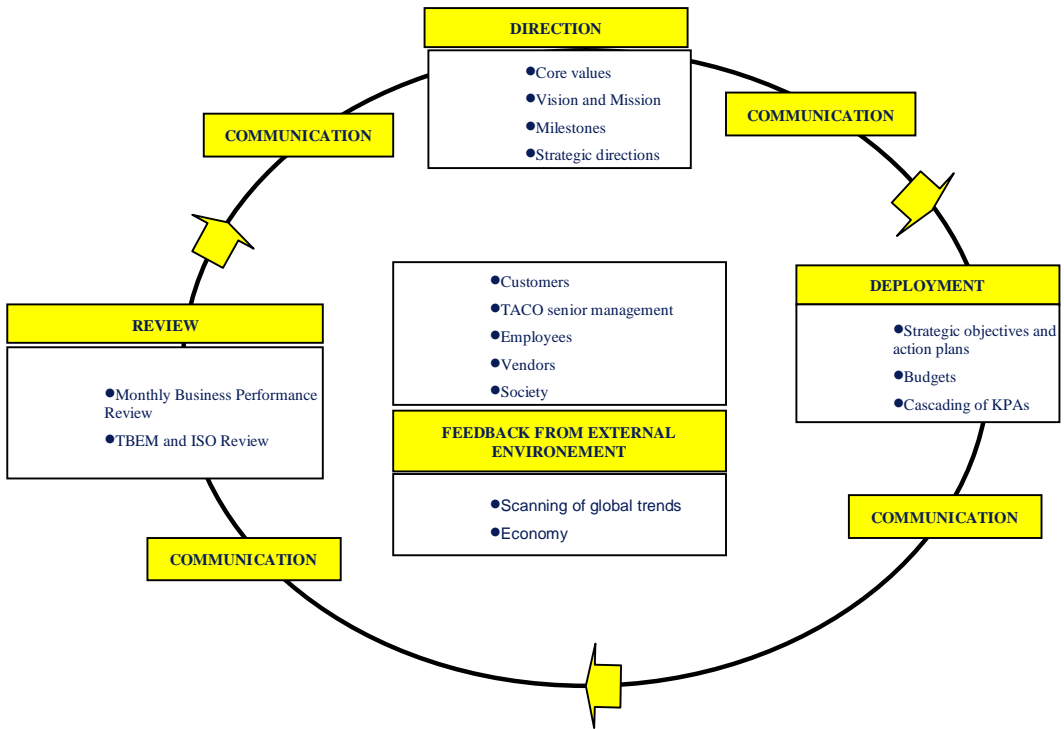 DIRECTION
●Core values
●Vision and Mission
●Milestones
●Strategic directions
COMMUNICATION
COMMUNICATION
●Customers
●TACO senior management
●Employees
●Vendors
●Society
FEEDBACK FROM EXTERNAL
ENVIRONEMENT
●Scanning of global trends
●Economy
DEPLOYMENT
●Strategic objectives and
action plans
●Budgets
●Cascading of KPAs
REVIEW
●Monthly Business Performance
Review
●TBEM and ISO Review
COMMUNICATION
COMMUNICATION